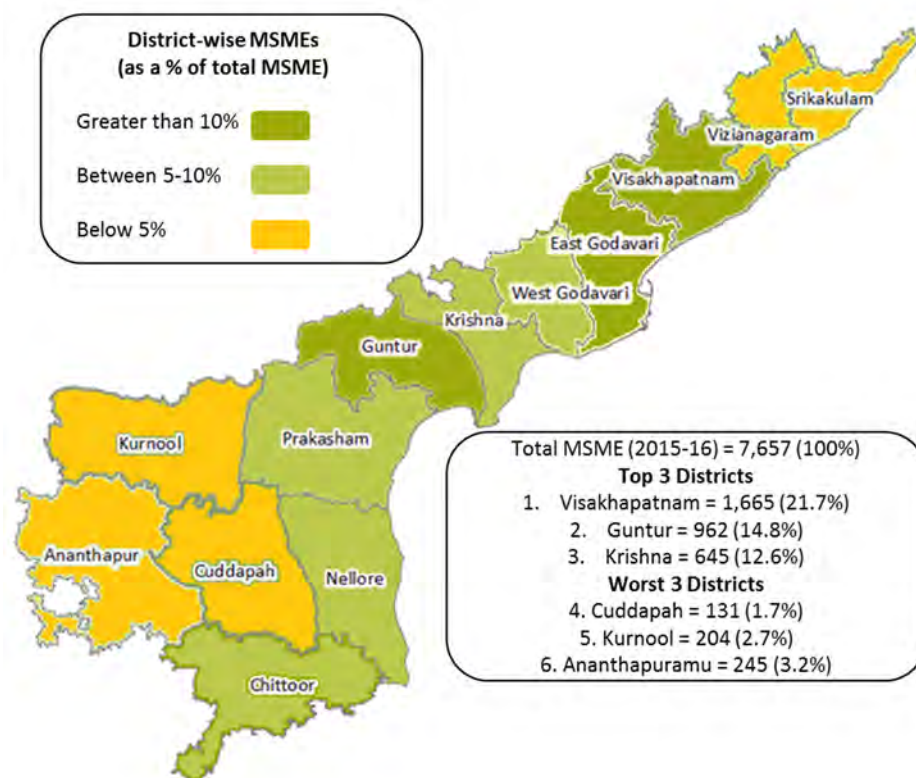 District-wise MSMEs
(as a % of total MSME)
Greater than 10%
Between 5-10%
Below 5%
Srikakulam
Vizianagaram
Visakhapatnam
East Godavari
West Godavari
Krishna
Guntur
Prakasham
Kurnool
Ananthapur
Cuddapah
Nellore
Chittoor
Total MSME (2015-16) = 7,657 (100%)
Top 3 Districts
1. Visakhapatnam = 1,665 (21.7%)
2. Guntur = 962 (14.8%)
3. Krishna = 645 (12.6%)
Worst 3 Districts
4. Cuddapah = 131 (1.7%)
5. Kurnool = 204 (2.7%)
6. Ananthapuramu = 245 (3.2%)